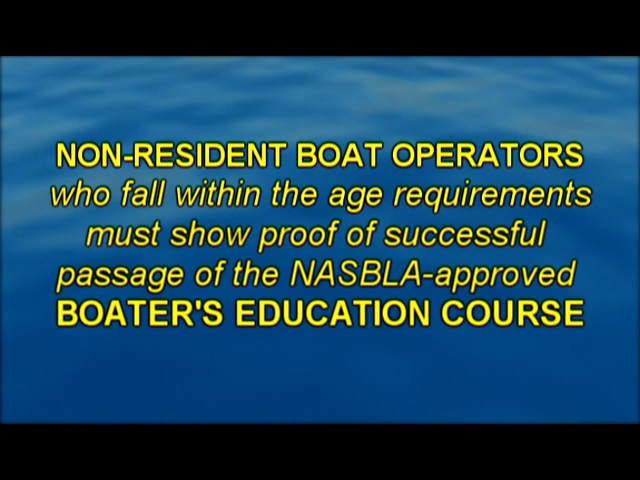 NON-RESIDENT BOAT OPERATORS
who fall within the age requirements
must show proof of successful
passage of the NASBLA-approved
BOATER'S EDUCATION COURSE